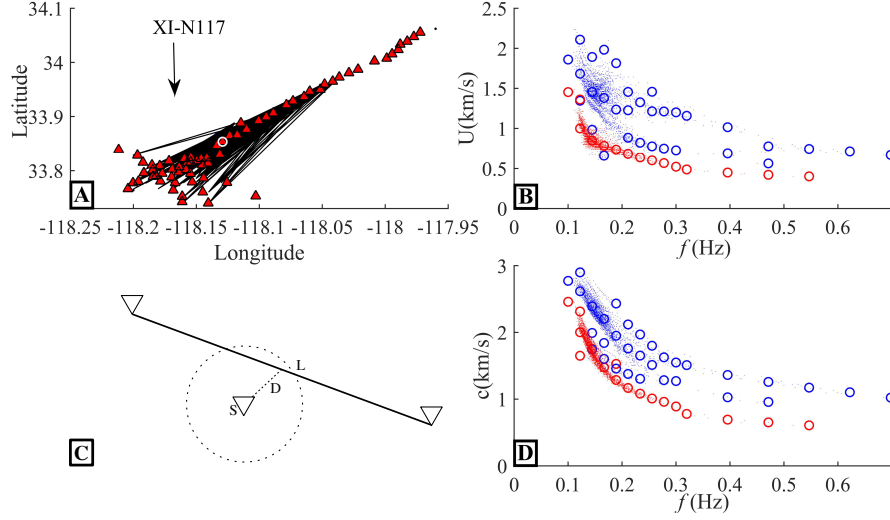 34.1
34
33.9
33.8
Latitude
XI-N117
A
-118.25
-118.2
-118.15
-118.1
-118.05
-118
-117.95
Longitude
2.5
2
1.5
1
0.5
0
U(km/s)
B
0
0.1
0.2
0.3
0.4
0.5
0.6
f(Hz)
L
D
S
C
3
2
1
0
c(km/s)
D
0
0.1
0.2
0.3
0.4
0.5
0.6
f(Hz)